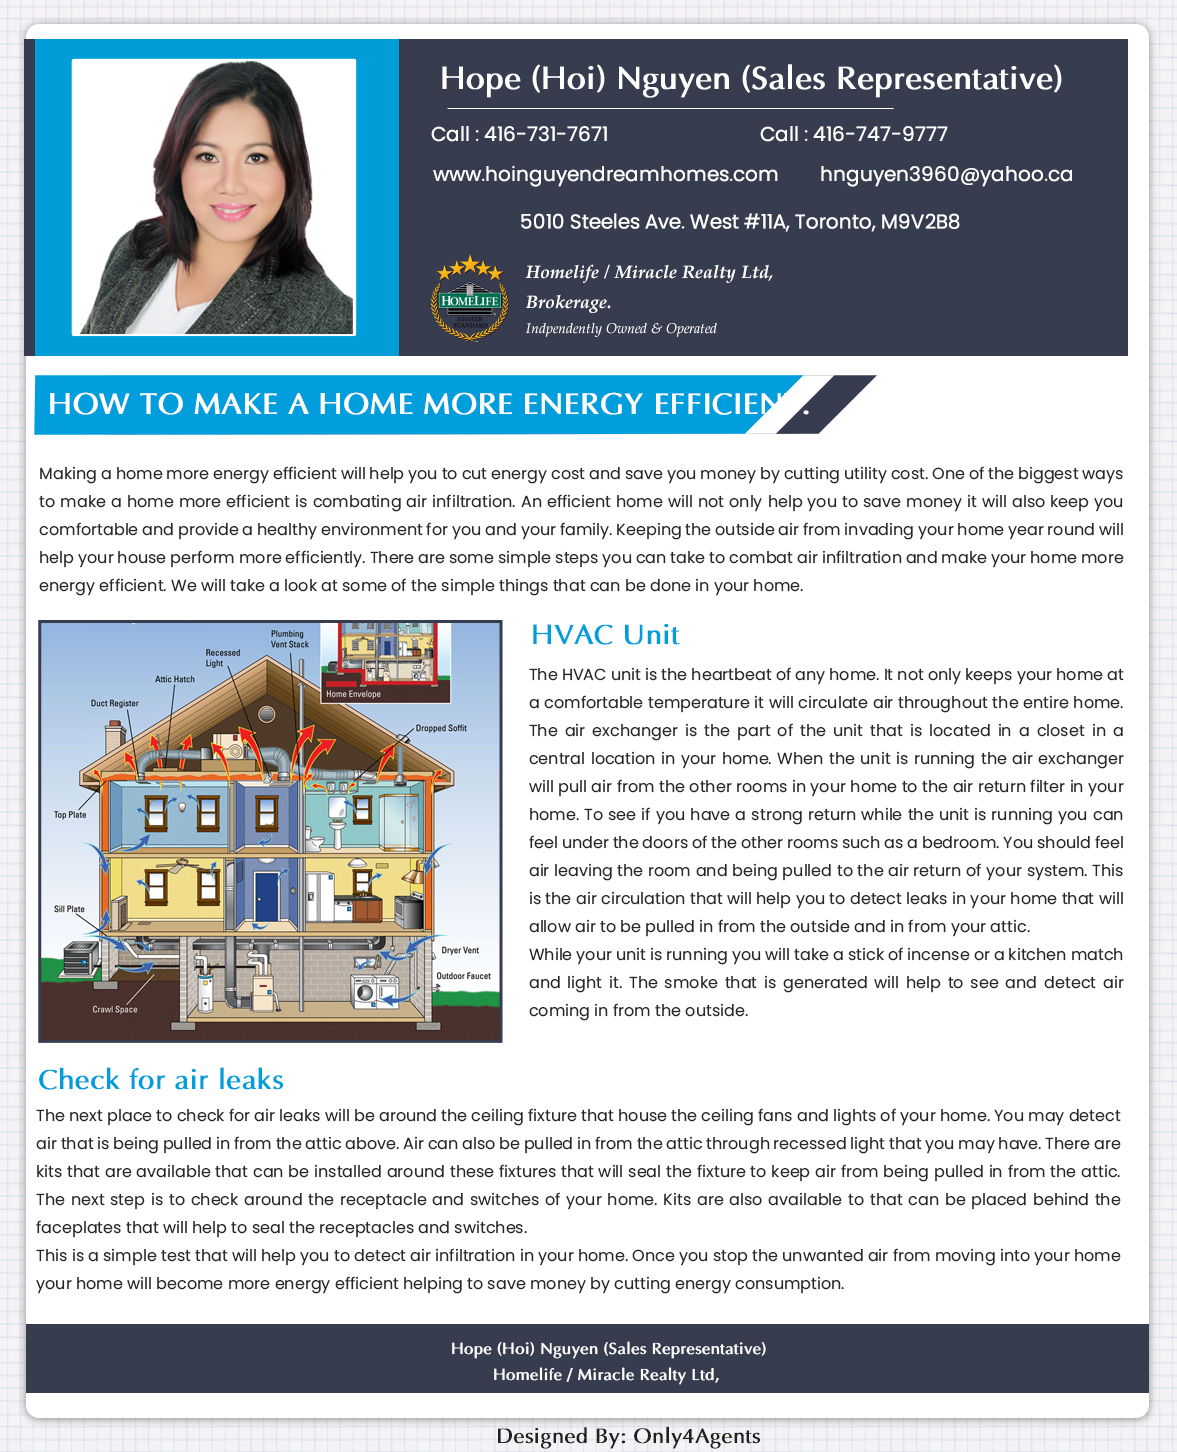 Hope (Hoi) Nguyen (Sales Representative)
Call : 416-731-7671 Call : 416-747-9777
www.hoinguyendreamhomes.com hnguyen3960@yahoo.ca
5010 Steeles Ave. West #11A, Toronto, M9V2B8
HOMELIFE
HIGHER
STANDARD
Homelife / Miracle Realty Ltd,
Brokerage.
Indpendently Owned & Operated
HOW TO MAKE A HOME MORE ENERGY EFFICIENT.
Making a home more energy efficient will help you to cut energy cost and save you money by cutting utility cost. One of the biggest ways
to make a home more efficient is combating air infiltration. An efficient home will not only help you to save money it will also keep you
comfortable and provide a healthy environment for you and your family. Keeping the outside air from invading your home year round will
help your house perform more efficiently. There are some simple steps you can take to combat air infiltration and make your home more
energy efficient. We will take a look at some of the simple things that can be done in your home.
Plumbing
Vent Stack
Recessed
Light
Attic Hatch
Duct Register
Home Envelope
Dropped Soffit
Top Plate
Sill Plate
Dryer Vent
Outdoor Faucet
Crawl Space
HVAC Unit
The HVAC unit is the heartbeat of any home. It not only keeps your home at
a comfortable temperature it will circulate air throughout the entire home.
The air exchanger is the part of the unit that is located in a closet in a
central location in your home. When the unit is running the air exchanger
will pull air from the other rooms in your home to the air return filter in your
home. To see if you have a strong return while the unit is running you can
feel under the doors of the other rooms such as a bedroom. You should feel
air leaving the room and being pulled to the air return of your system. This
is the air circulation that will help you to detect leaks in your home that will
allow air to be pulled in from the outside and in from your attic.
While your unit is running you will take a stick of incense or a kitchen match
and light it. The smoke that is generated will help to see and detect air
coming in from the outside.
Check for air leaks
The next place to check for air leaks will be around the ceiling fixture that house the ceiling fans and lights of your home. You may detect
air that is being pulled in from the attic above. Air can also be pulled in from the attic through recessed light that you may have. There are
kits that are available that can be installed around these fixtures that will seal the fixture to keep air from being pulled in from the attic.
The next step is to check around the receptacle and switches of your home. Kits are also available to that can be placed behind the
faceplates that will help to seal the receptacles and switches.
This is a simple test that will help you to detect air infiltration in your home. Once you stop the unwanted air from moving into your home
your home will become more energy efficient helping to save money by cutting energy consumption.
Hope (Hoi) Nguyen (Sales Representative)
Homelife / Miracle Realty Ltd,
Designed By: Only4Agents